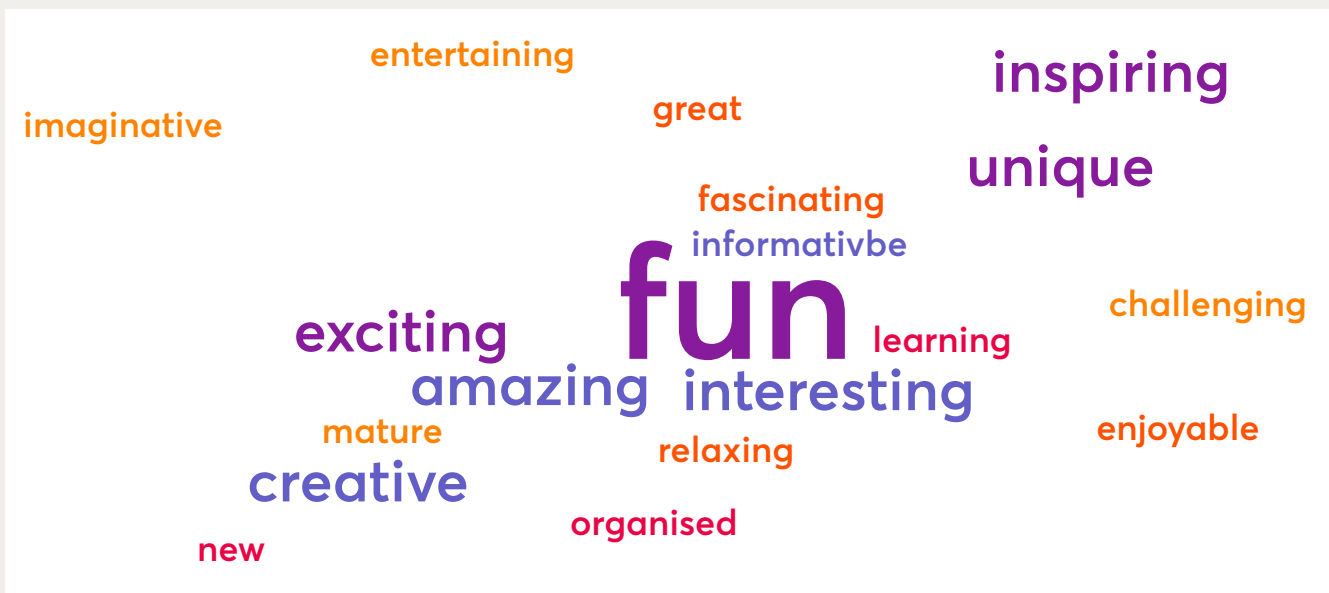 entertaining
inspiring
great
imaginative
unique
fascinating
informativbe
fun
challenging
exciting
learning
amazing
interesting
mature
enjoyable
relaxing
creative
organised
new